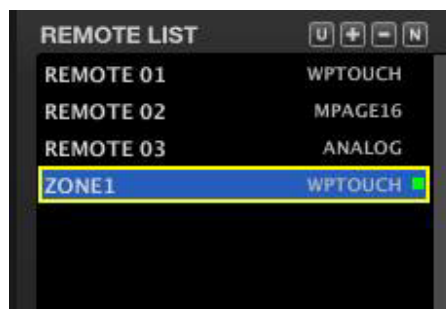 REMOTE LIST U + - N
REMOTE 01 WPTOUCH
REMOTE 02 MPAGE16
REMOTE 03 ANALOG
ZONE1 WPTOUCH